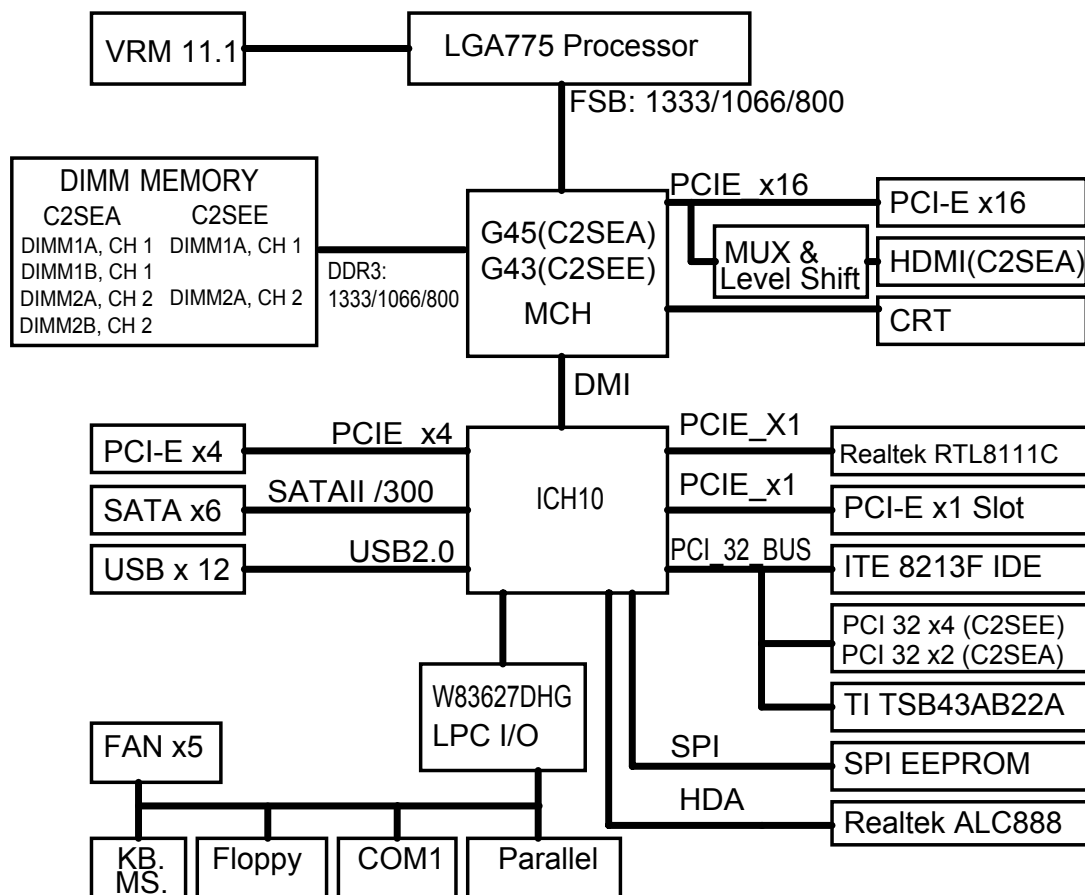 VRM 11.1
LGA775 Processor
FSB: 1333/1066/800
DIMM MEMORY
C2SEA C2SEE
DIMM1A, CH 1 DIMM1A, CH 1
DIMM1B, CH 1
DIMM2A, CH 2 DIMM2A, CH 2
DIMM2B, CH 2
DDR3:
1333/1066/800
G45(C2SEA)
G43(C2SEE)
MCH
PCIE_x16
PCI-E x16
MUX &
Level Shift
HDMI(C2SEA)
CRT
DMI
PCI-E x4
PCIE_x4
SATA x6
SATAII /300
USB x 12
USB2.0
ICH10
PCIE_X1
Realtek RTL8111C
PCIE_x1
PCI-E x1 Slot
PCI_32_BUS
ITE 8213F IDE
PCI 32 x4 (C2SEE)
PCI 32 x2 (C2SEA)
TI TSB43AB22A
W83627DHG
LPC I/O
SPI
SPI EEPROM
HDA
Realtek ALC888
FAN x5
KB.
MS.
Floppy
COM1
Parallel